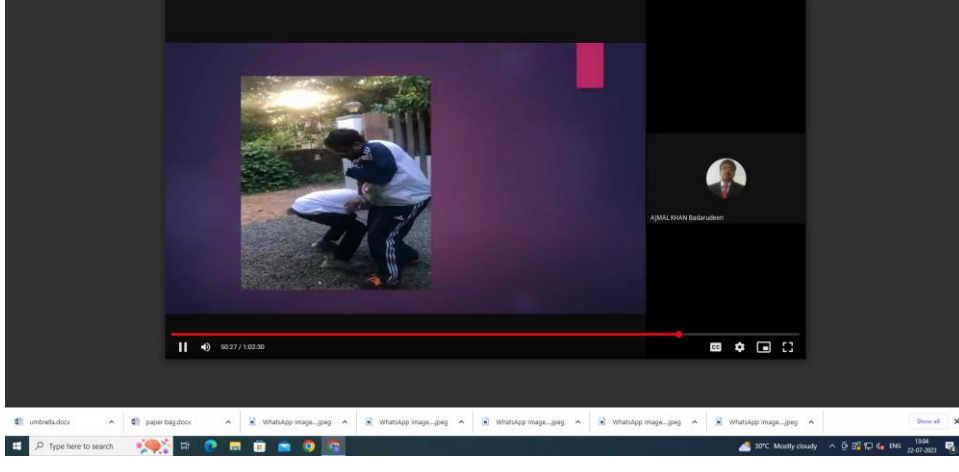 AJMAL KHAN Badarudeen
50:27 / 1:02:30
CC
umbrella.docx
paper bag.docx
WhatsApp Image....jpeg
WhatsApp Image....jpeg
WhatsApp Image....jpeg
WhatsApp Image....jpeg
WhatsApp Image....jpeg
Show all
Type here to search
30°C Mostly cloudy
ENG
13:04
22-07-2023